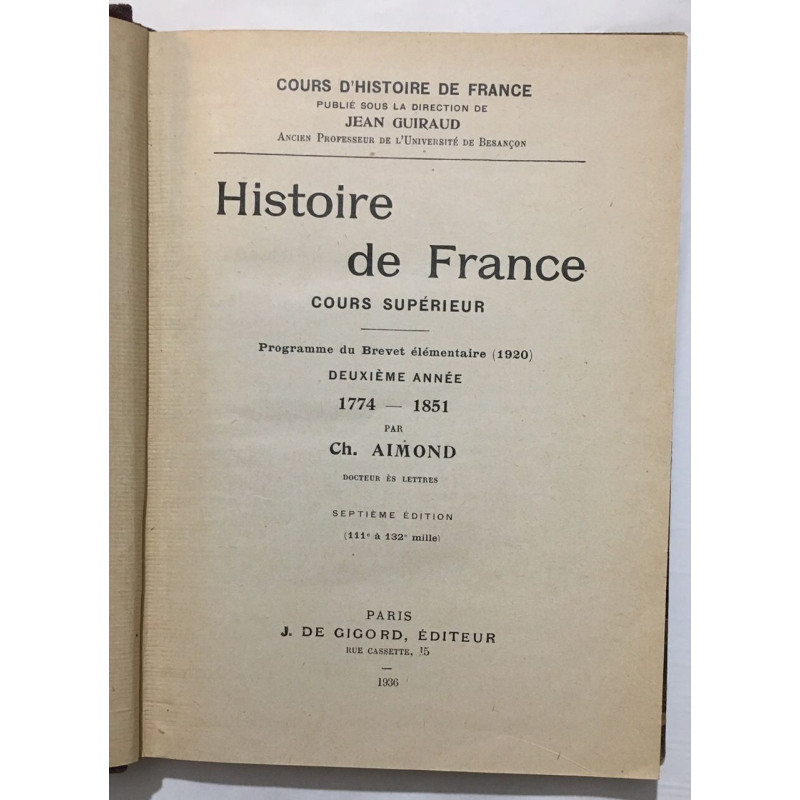 COURS D'HISTOIRE DE FRANCE
PUBLIÉ SOUS LA DIRECTION DE
JEAN GUIRAUD
ANCIEN PROFESSEUR DE L'UNIVERSITÉ DE BESANÇON
Histoire
de France
COURS SUPÉRIEUR
Programme du Brevet élémentaire (1920)
DEUXIÈME ANNÉE
1774 — 1851
PAR
Ch. AIMOND
DOCTEUR ÈS LETTRES
SEPTIÈME ÉDITION
(111e à 132e mille)
PARIS
J. DE GIGORD, ÉDITEUR
RUE CASSETTE, 15
1936